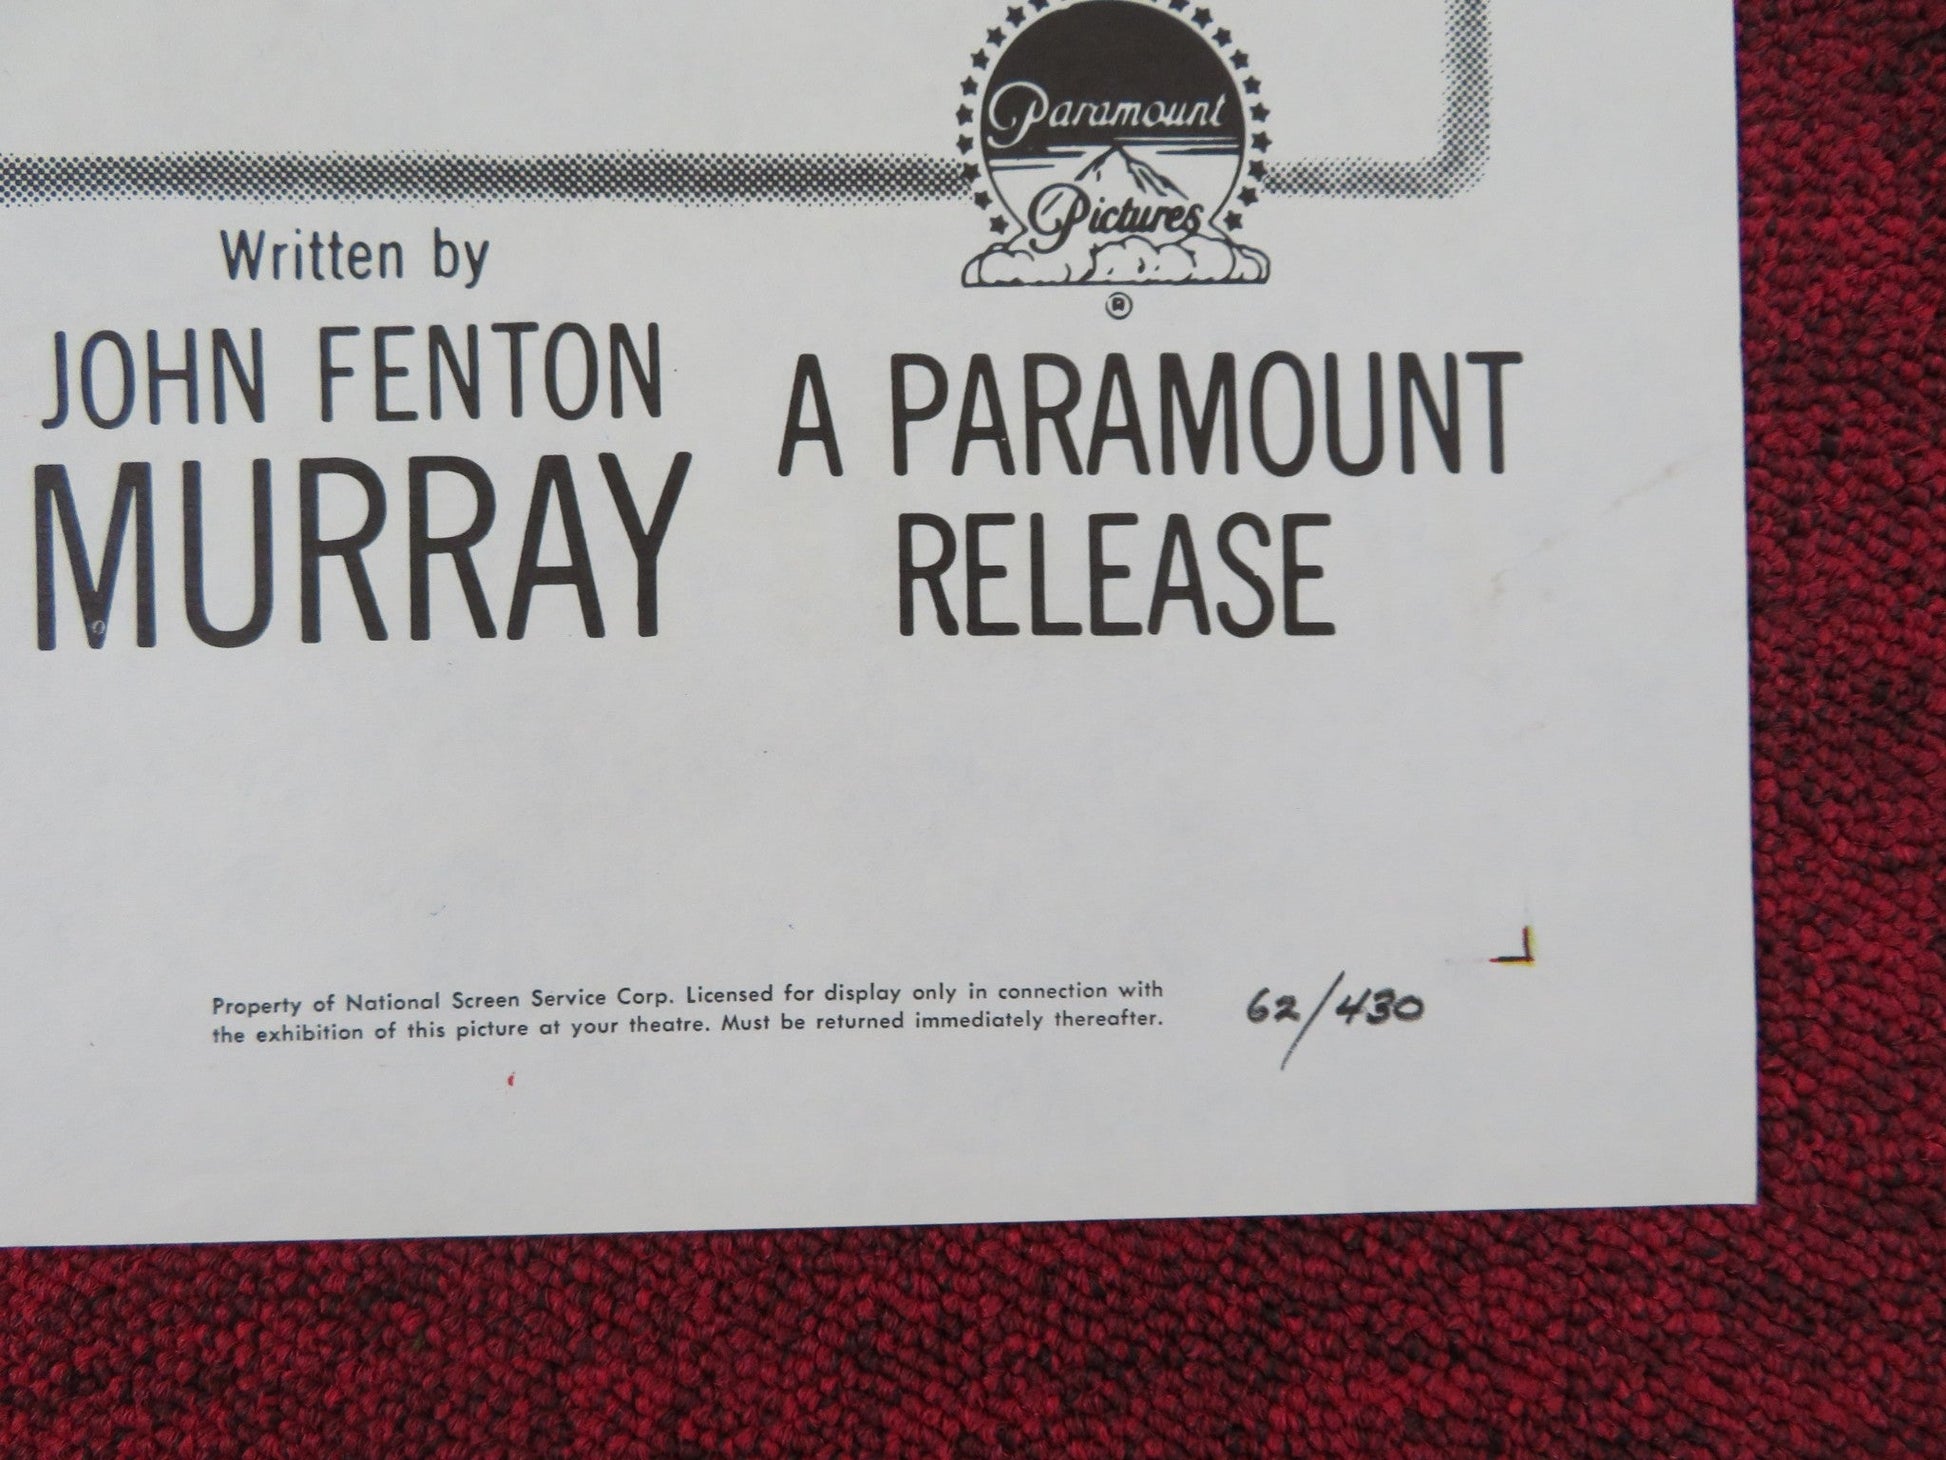 Paramount
Pictures
®
Written by
JOHN FENTON
MURRAY
A PARAMOUNT
RELEASE
Property of National Screen Service Corp. Licensed for display only in connection with
the exhibition of this picture at your theatre. Must be returned immediately thereafter.
62/430